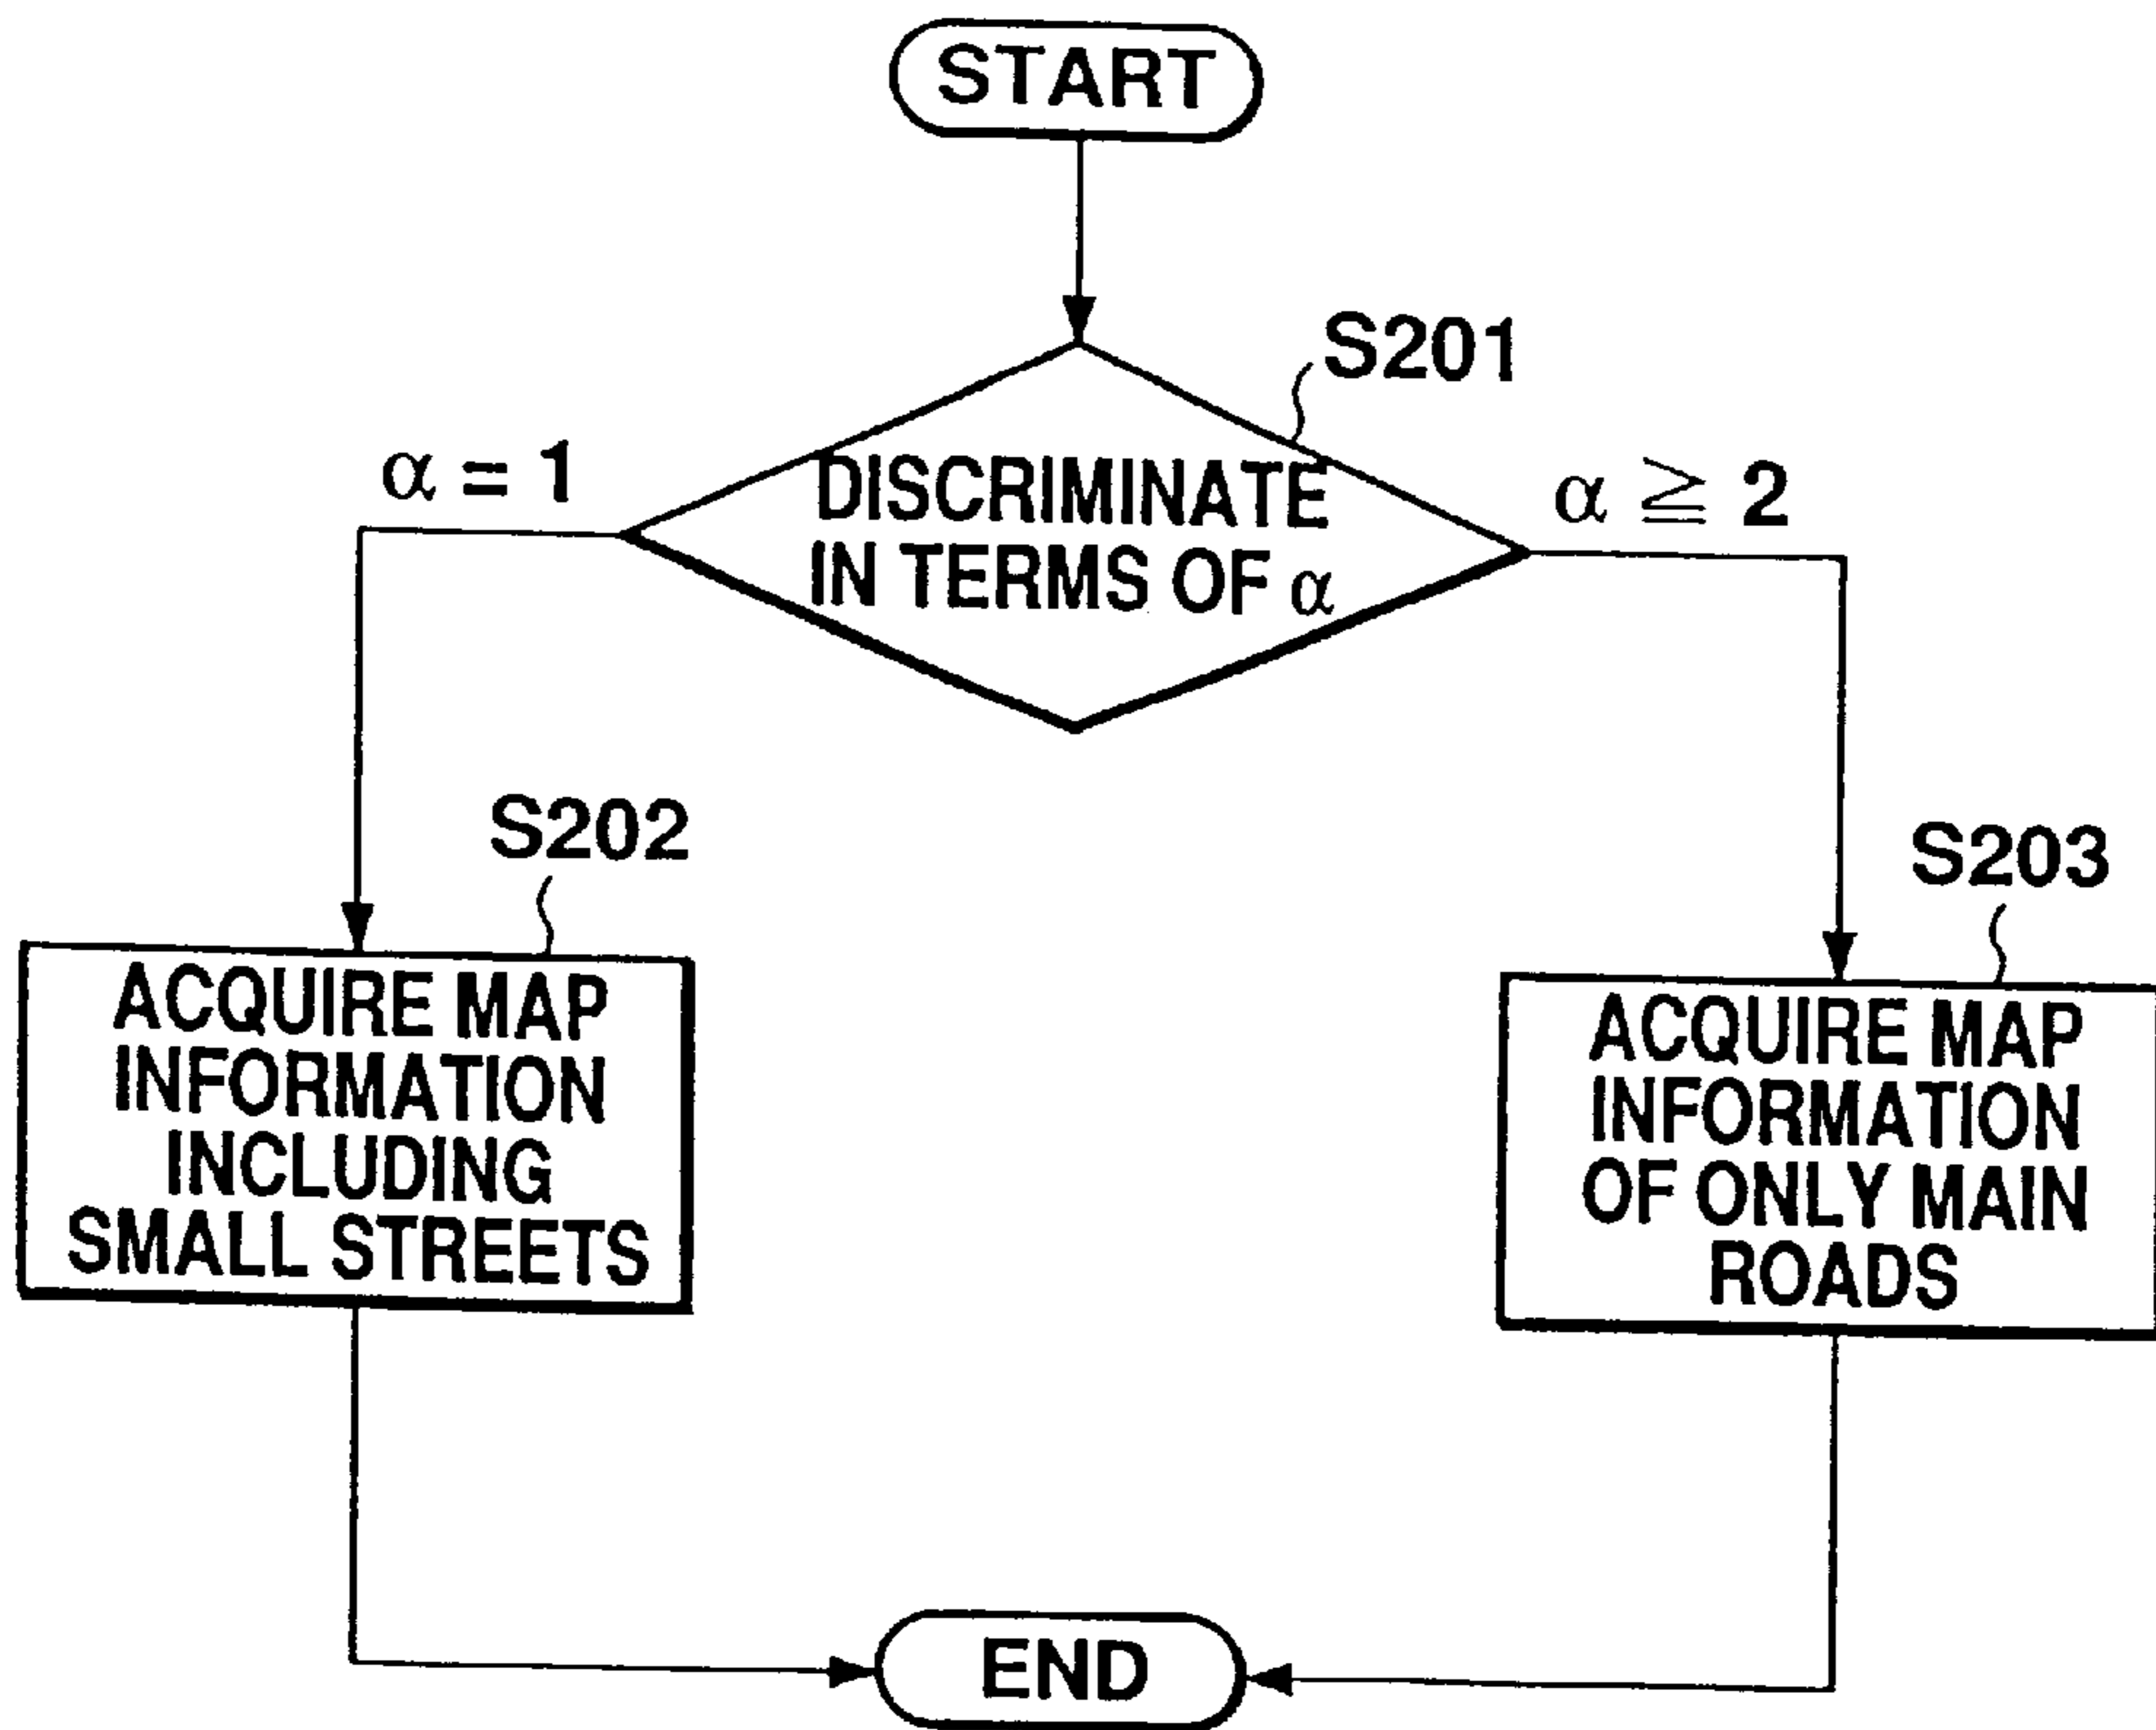 START
S201
α = 1
α ≧ 2
DISCRIMINATE
IN TERMS OF α
S202
S203
ACQUIRE MAP
INFORMATION
INCLUDING
SMALL STREETS
ACQUIRE MAP
INFORMATION
OF ONLY MAIN
ROADS
END